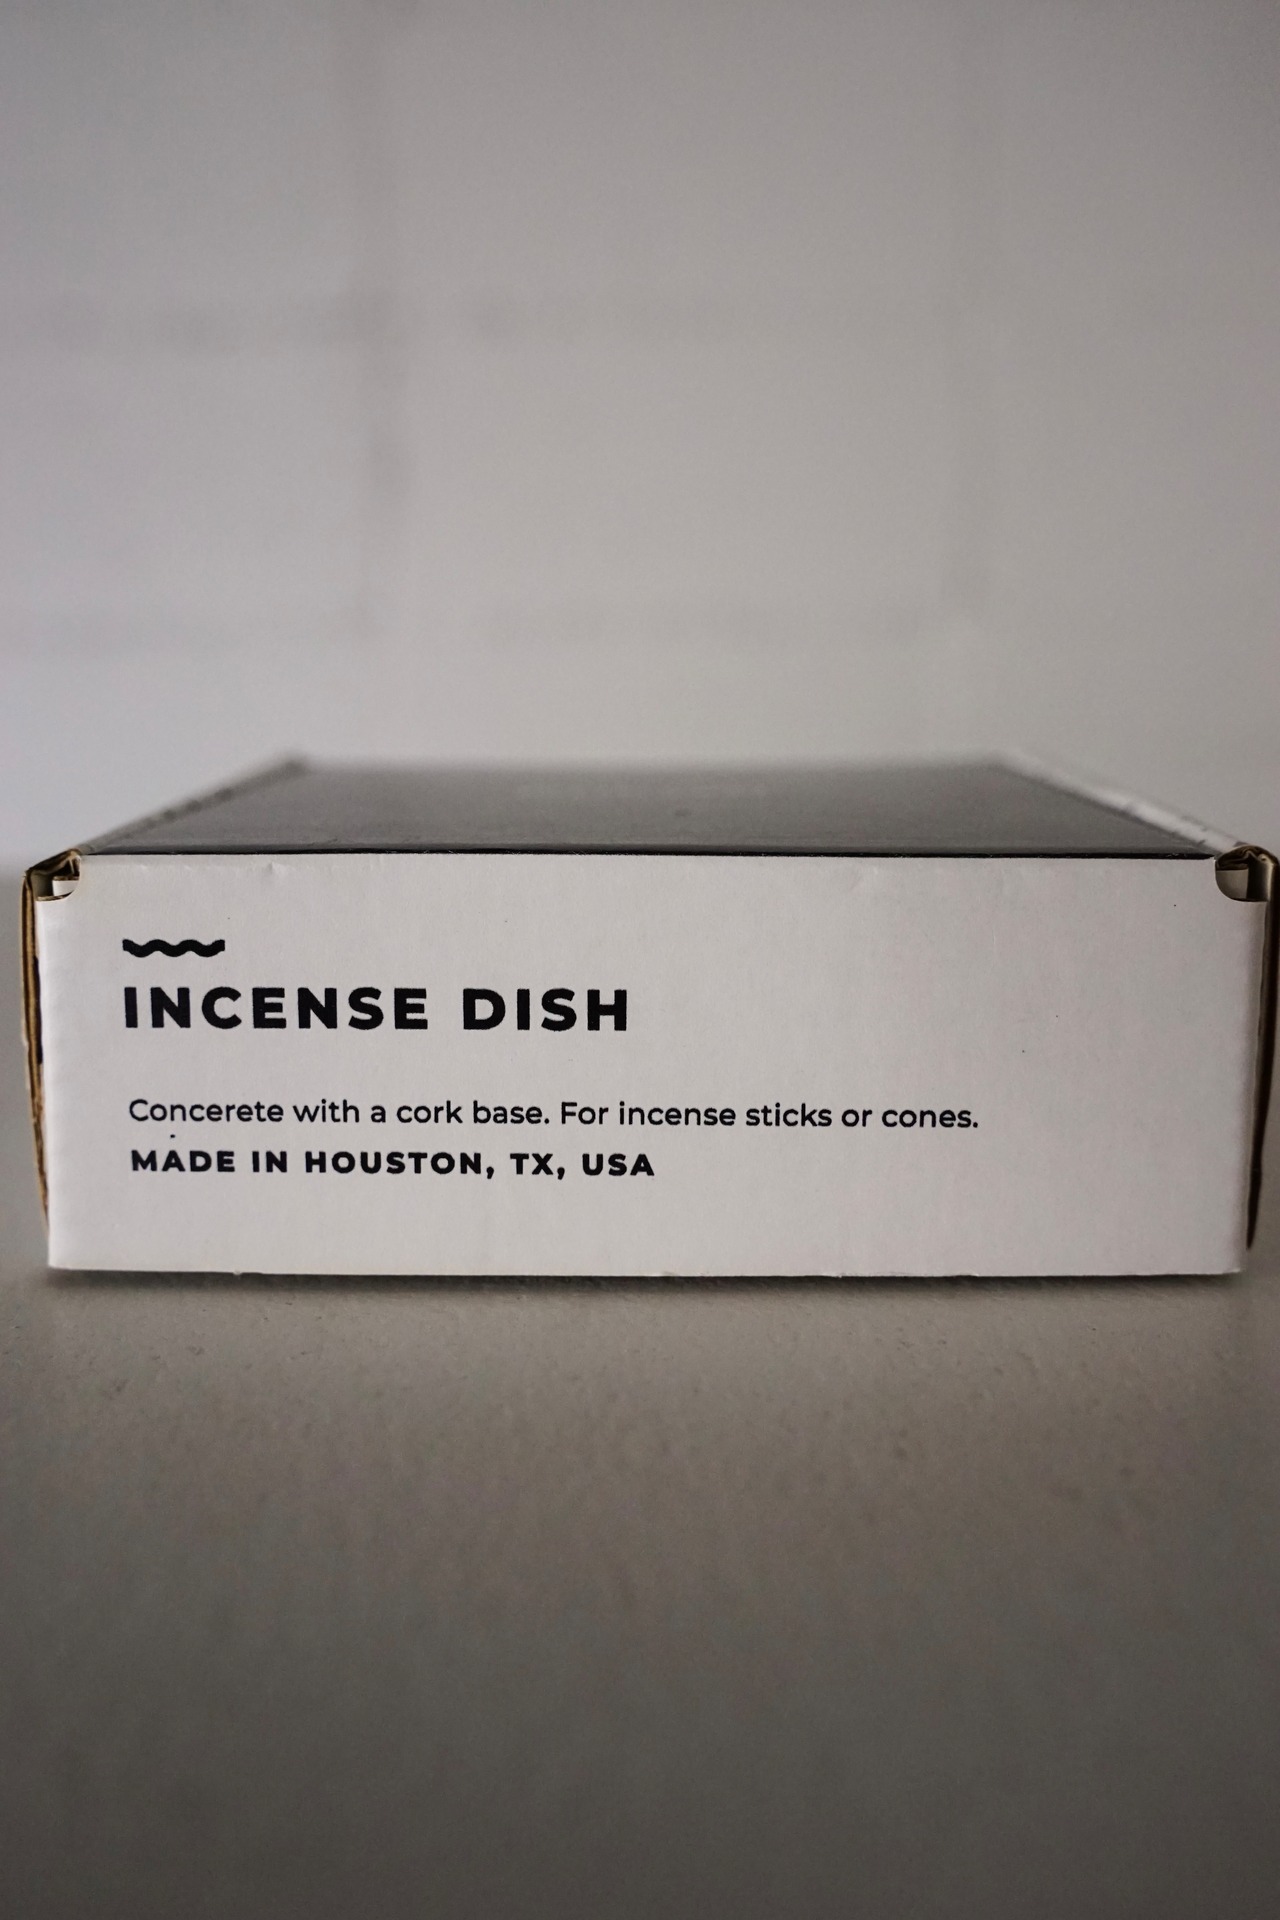 INCENSE DISH
Concerete with a cork base. For incense sticks or cones.
MADE IN HOUSTON, TX, USA